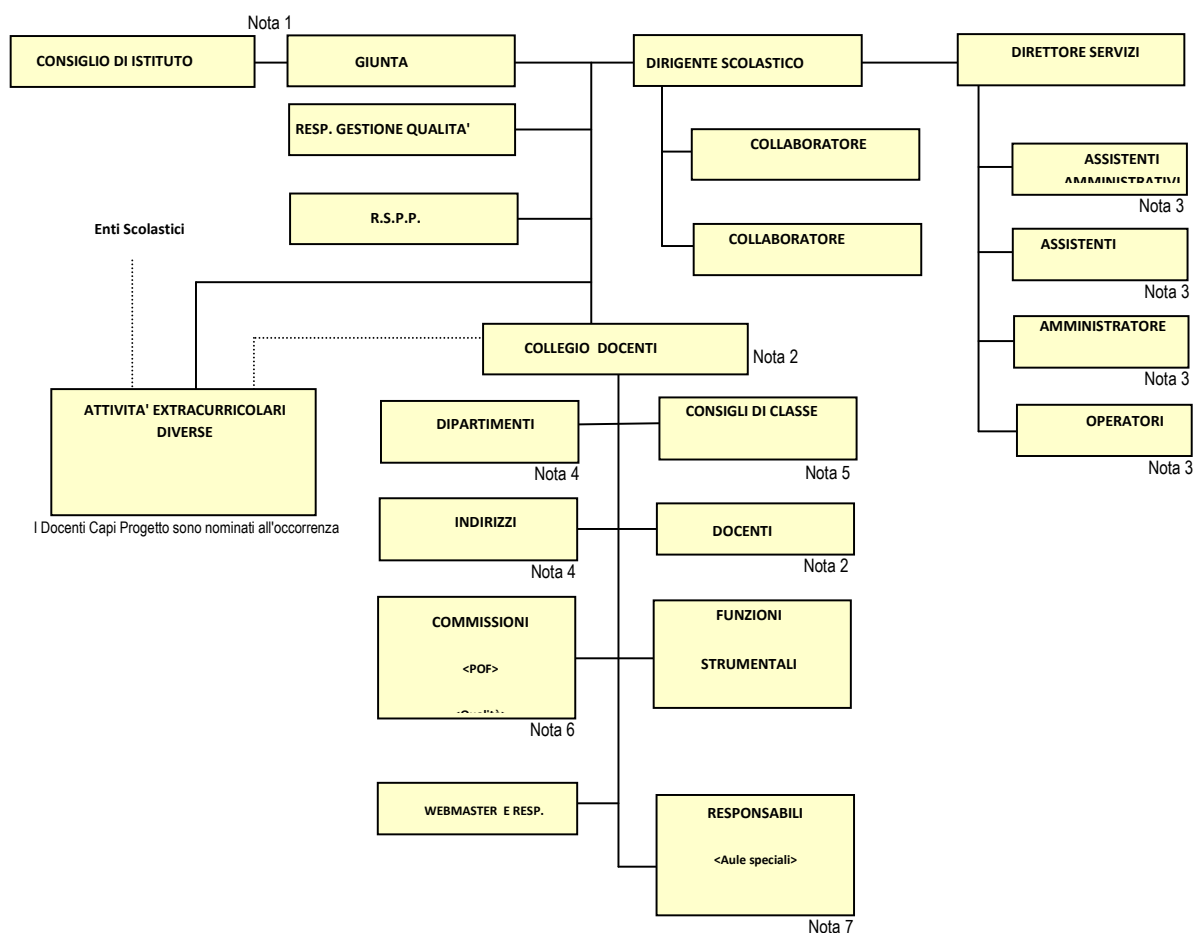 Nota 1
CONSIGLIO DI ISTITUTO
GIUNTA
DIRIGENTE SCOLASTICO
DIRETTORE SERVIZI
RESP. GESTIONE QUALITA'
COLLABORATORE
ASSISTENTI
AMMINISTRATIVI
Nota 3
R.S.P.P.
COLLABORATORE
ASSISTENTI
Nota 3
Enti Scolastici
AMMINISTRATORE
Nota 3
COLLEGIO DOCENTI
Nota 2
ATTIVITA' EXTRACURRICOLARI
DIVERSE
I Docenti Capi Progetto sono nominati all'occorrenza
OPERATORI
Nota 3
DIPARTIMENTI
Nota 4
CONSIGLI DI CLASSE
Nota 5
INDIRIZZI
Nota 4
DOCENTI
Nota 2
COMMISSIONI
<POF>
Nota 6
FUNZIONI
STRUMENTALI
WEBMASTER E RESP.
RESPONSABILI
<Aule speciali>
Nota 7